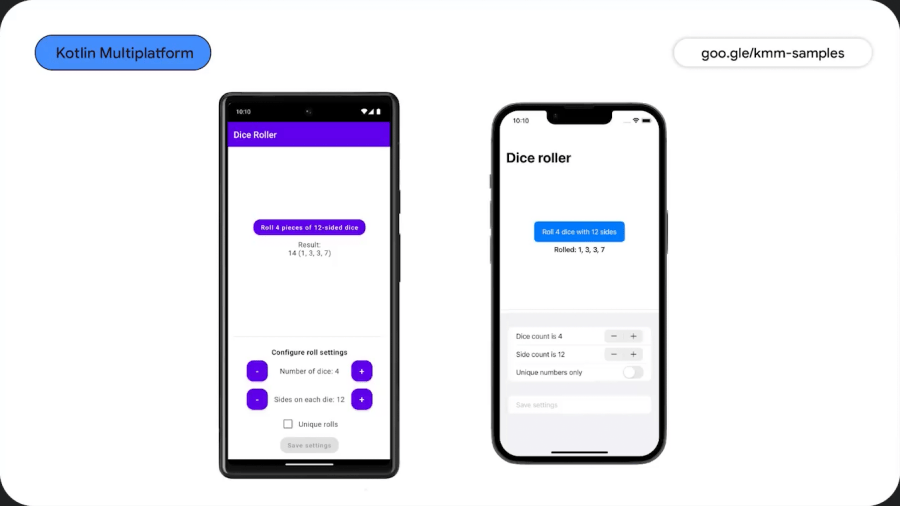 Kotlin Multiplatform
goo.gle/kmm-samples
10:10
Dice Roller
Roll 4 pieces of 12-sided dice
Result:
14 (1, 3, 3, 7)
Configure roll settings
- Number of dice: 4 +
- Sides on each die: 12 +
Unique rolls
Save settings
10:10
Dice roller
Roll 4 dice with 12 sides
Rolled: 1, 3, 3, 7
Dice count is 4 − +
Side count is 12 − +
Unique numbers only
Save settings